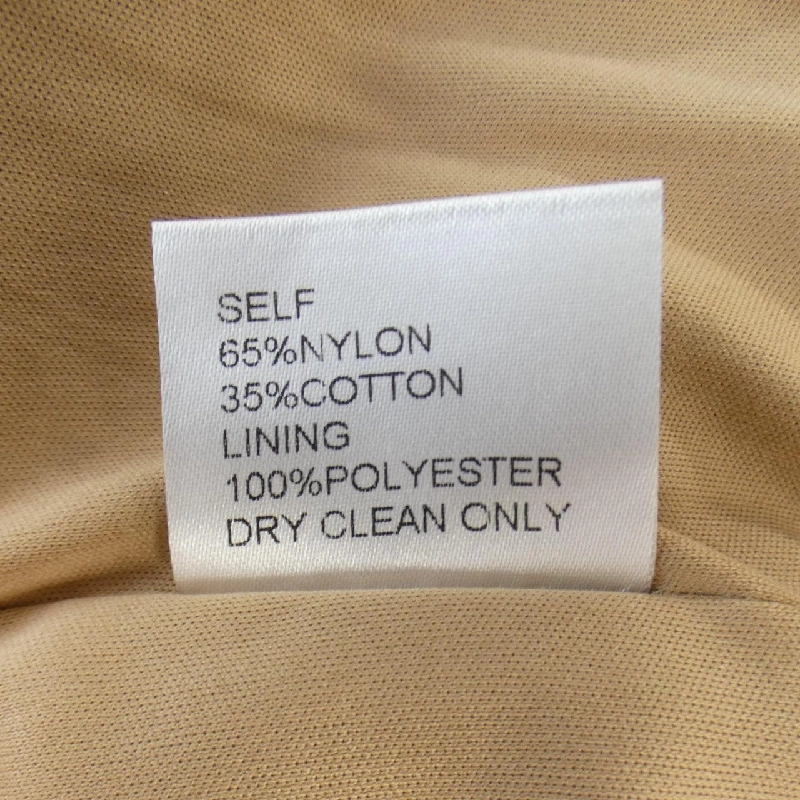 SELF
65%NYLON
35%COTTON
LINING
100%POLYESTER
DRY CLEAN ONLY